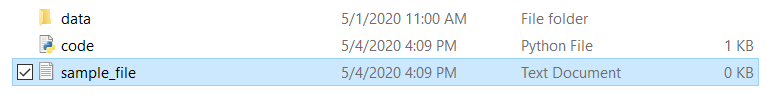 data 5/1/2020 11:00 AM File folder
code 5/4/2020 4:09 PM Python File 1 KB
sample_file 5/4/2020 4:09 PM Text Document 0 KB